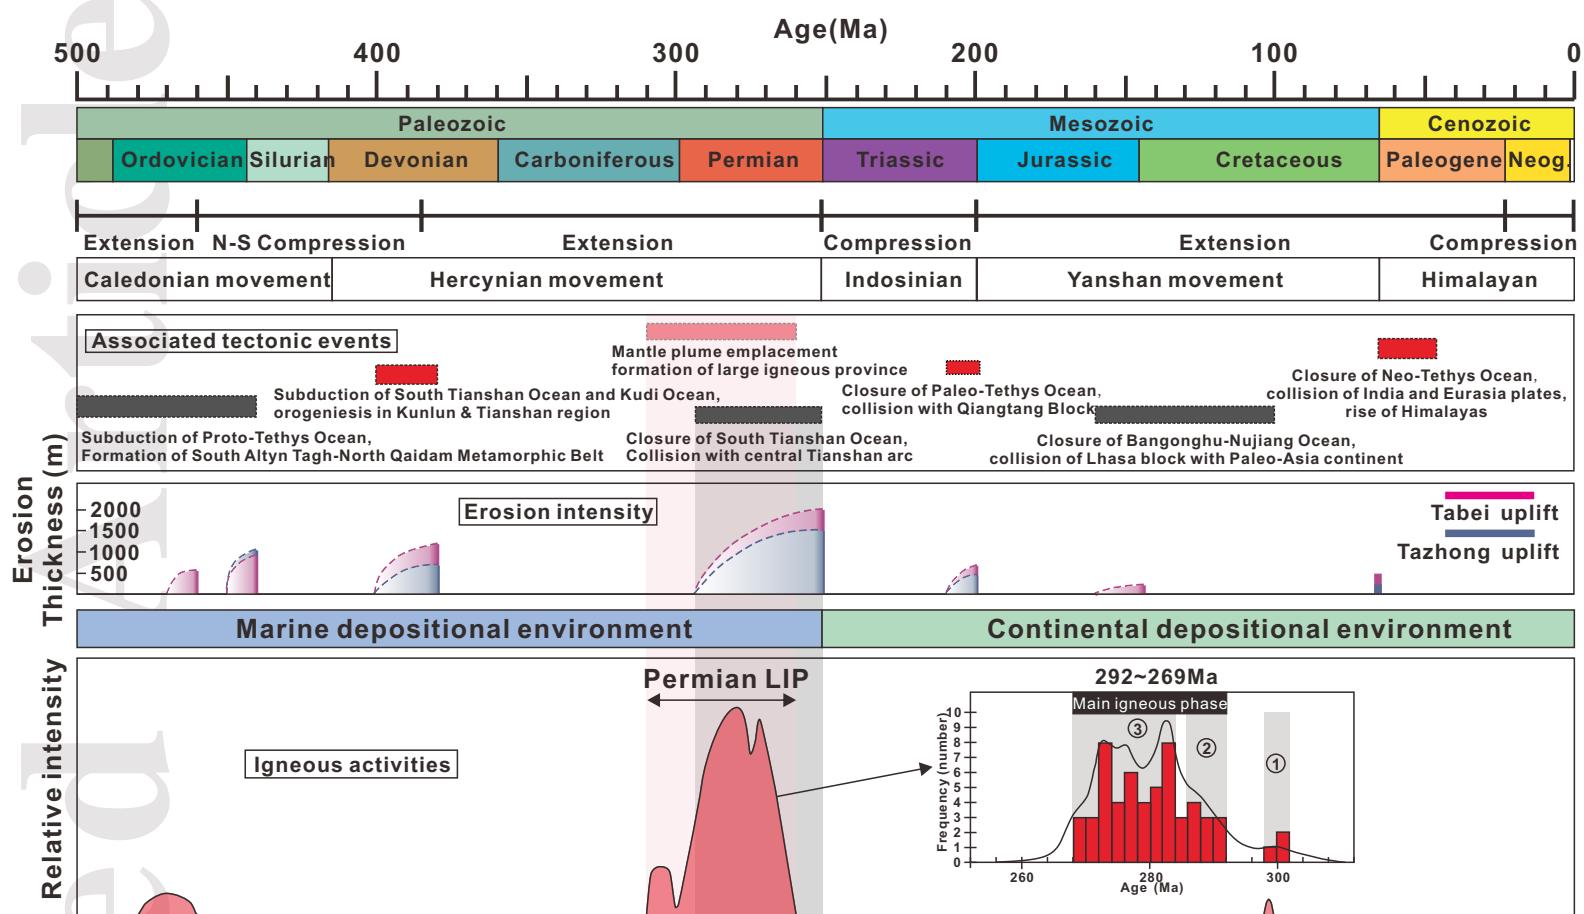 Age(Ma)
500 400 300 200 100 0
Paleozoic Mesozoic Cenozoic
Ordovician Silurian Devonian Carboniferous Permian Triassic Jurassic Cretaceous Paleogene Neog.
Extension N-S Compression Extension Compression Extension Compression
Caledonian movement Hercynian movement Indosinian Yanshan movement Himalayan
Associated tectonic events
Mantle plume emplacement
formation of large igneous province
Subduction of South Tianshan Ocean and Kudi Ocean,
orogeniesis in Kunlun & Tianshan region
Closure of Paleo-Tethys Ocean,
collision with Qiangtang Block
Closure of Neo-Tethys Ocean,
collision of India and Eurasia plates,
rise of Himalayas
Subduction of Proto-Tethys Ocean,
Formation of South Altyn Tagh-North Qaidam Metamorphic Belt
Closure of South Tianshan Ocean,
Collision with central Tianshan arc
Closure of Bangonghu-Nujiang Ocean,
collision of Lhasa block with Paleo-Asia continent
Erosion
Thickness (m)
2000
1500
1000
500
Erosion intensity
Tabei uplift
Tazhong uplift
Marine depositional environment Continental depositional environment
Relative intensity
Permian LIP
Igneous activities
292~269Ma
Main igneous phase
③ ② ①
Frequency (number)
10
9
8
7
6
5
4
3
2
1
0
260 280 300
Age (Ma)
ed Article